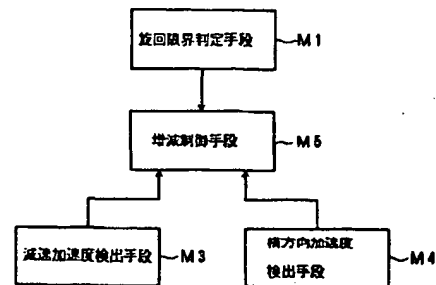 旋回限界判定手段
M1
増減制御手段
M5
減速加速度検出手段
M3
横方向加速度
検出手段
M4